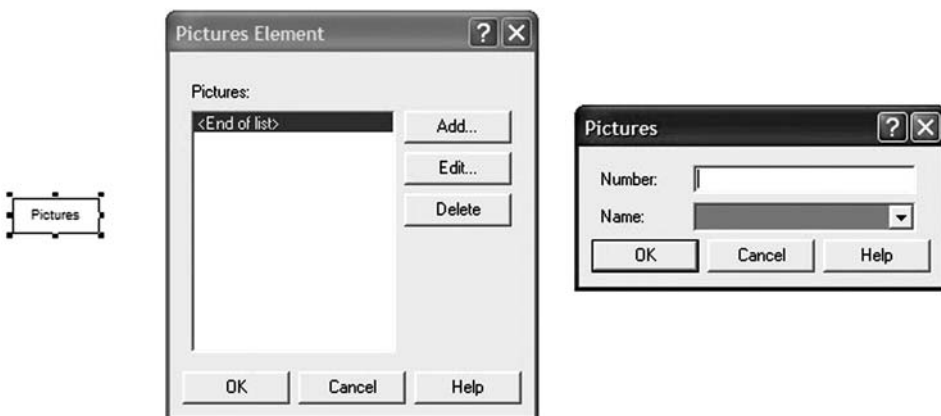 Pictures
Pictures Element
Pictures:
<End of list>
Add...
Edit...
Delete
OK Cancel Help
Pictures
Number:
Name:
OK Cancel Help